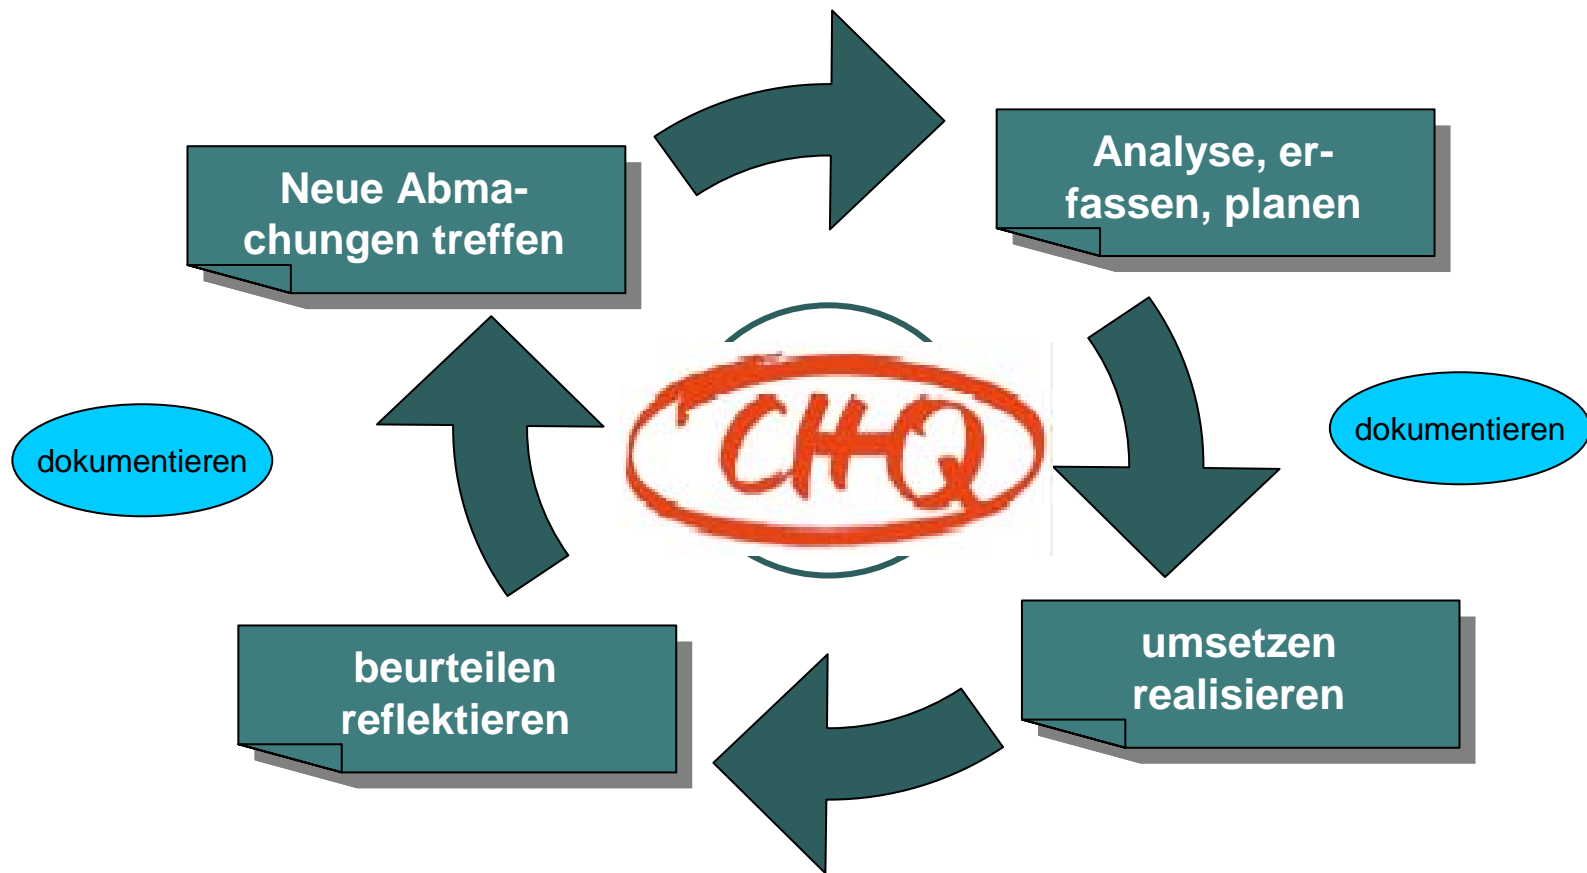 Neue Abma-
chungen treffen
Analyse, er-
fassen, planen
dokumentieren
CH-Q
dokumentieren
beurteilen
reflektieren
umsetzen
realisieren